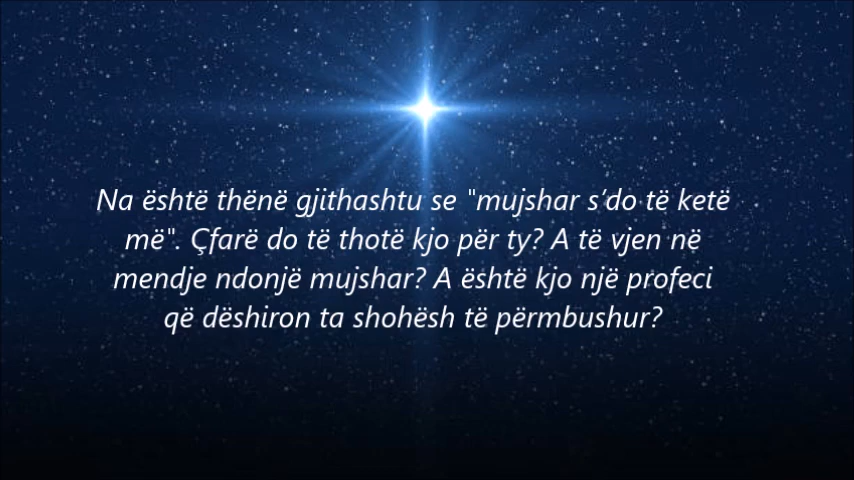 Na është thënë gjithashtu se "mujshar s’do të ketë
më". Çfarë do të thotë kjo për ty? A të vjen në
mendje ndonjë mujshar? A është kjo një profeci
që dëshiron ta shohësh të përmbushur?